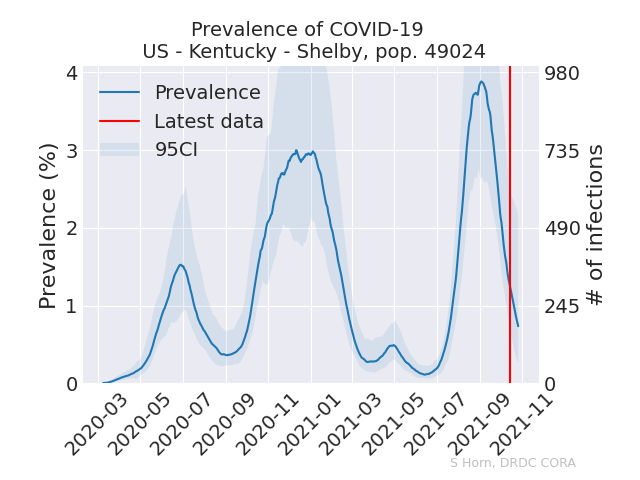 Prevalence of COVID-19
US - Kentucky - Shelby, pop. 49024
Prevalence
Latest data
95CI
Prevalence (%)
4
3
2
1
0
# of infections
980
735
490
245
0
2020-03
2020-05
2020-07
2020-09
2020-11
2021-01
2021-03
2021-05
2021-07
2021-09
2021-11
S Horn, DRDC CORA